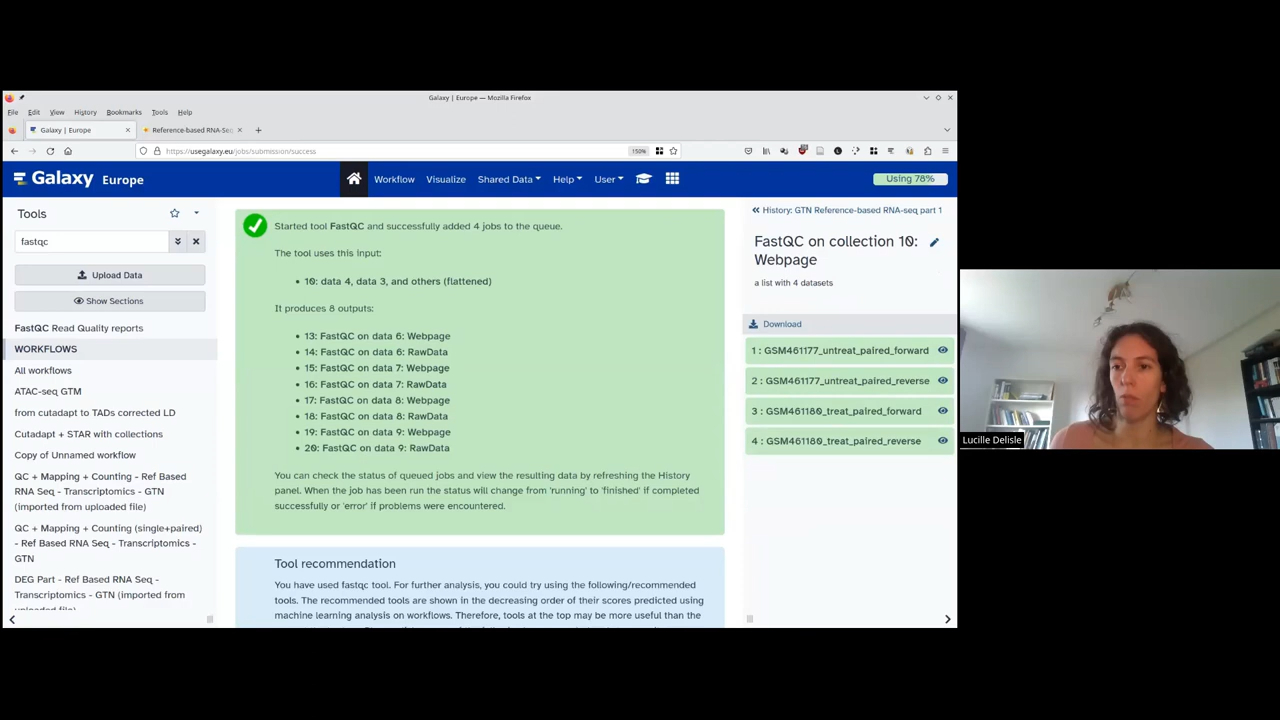 Galaxy | Europe — Mozilla Firefox
File Edit View History Bookmarks Tools Help
Galaxy | Europe
Reference-based RNA-Seq
https://usegalaxy.eu/jobs/submission/success
150%
Galaxy Europe
Workflow Visualize Shared Data Help User
Using 78%
Tools
fastqc
Upload Data
Show Sections
FastQC Read Quality reports
WORKFLOWS
All workflows
ATAC-seq GTM
from cutadapt to TADs corrected LD
Cutadapt + STAR with collections
Copy of Unnamed workflow
QC + Mapping + Counting - Ref Based
RNA Seq - Transcriptomics - GTN
(imported from uploaded file)
QC + Mapping + Counting (single+paired)
- Ref Based RNA Seq - Transcriptomics -
GTN
DEG Part - Ref Based RNA Seq -
Transcriptomics - GTN (imported from
uploaded file)
Started tool FastQC and successfully added 4 jobs to the queue.
The tool uses this input:
• 10: data 4, data 3, and others (flattened)
It produces 8 outputs:
• 13: FastQC on data 6: Webpage
• 14: FastQC on data 6: RawData
• 15: FastQC on data 7: Webpage
• 16: FastQC on data 7: RawData
• 17: FastQC on data 8: Webpage
• 18: FastQC on data 8: RawData
• 19: FastQC on data 9: Webpage
• 20: FastQC on data 9: RawData
You can check the status of queued jobs and view the resulting data by refreshing the History
panel. When the job has been run the status will change from 'running' to 'finished' if completed
successfully or 'error' if problems were encountered.
Tool recommendation
You have used fastqc tool. For further analysis, you could try using the following/recommended
tools. The recommended tools are shown in the decreasing order of their scores predicted using
machine learning analysis on workflows. Therefore, tools at the top may be more useful than the
History: GTN Reference-based RNA-seq part 1
FastQC on collection 10:
Webpage
a list with 4 datasets
Download
1 : GSM461177_untreat_paired_forward
2 : GSM461177_untreat_paired_reverse
3 : GSM461180_treat_paired_forward
4 : GSM461180_treat_paired_reverse
Lucille Delisle